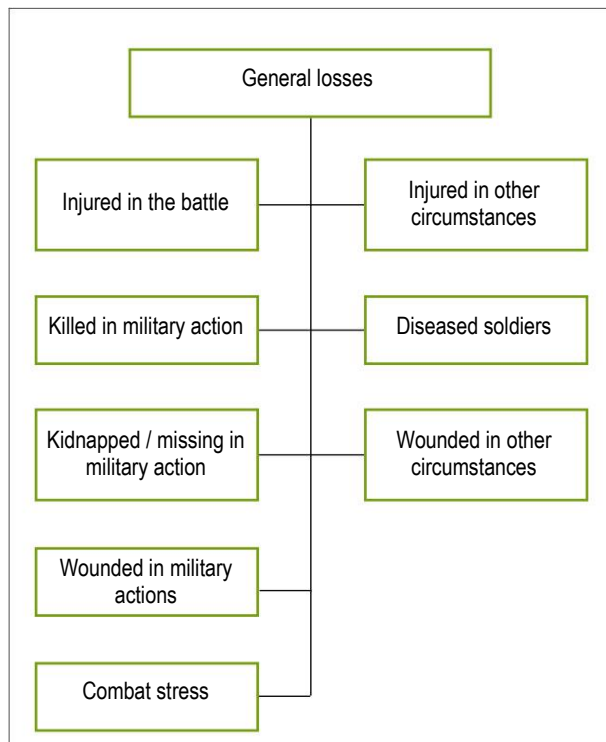 General losses
Injured in the battle
Injured in other
circumstances
Killed in military action
Diseased soldiers
Kidnapped / missing in
military action
Wounded in other
circumstances
Wounded in military
actions
Combat stress